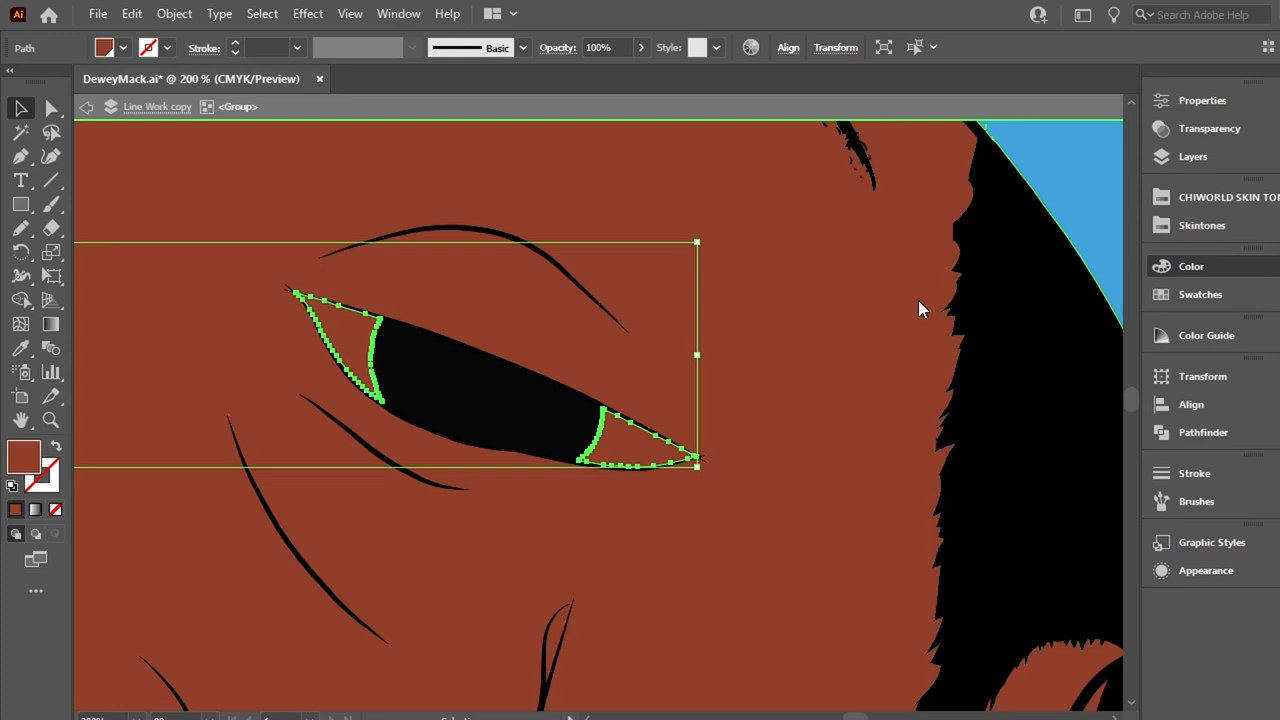 Ai File Edit Object Type Select Effect View Window Help Search Adobe Help
Path Stroke: Basic Opacity: 100% Style: Align Transform
DeweyMack.ai* @ 200 % (CMYK/Preview) ×
Line Work copy <Group>
Properties
Transparency
Layers
CHIWORLD SKIN TON
Skintones
Color
Swatches
Color Guide
Transform
Align
Pathfinder
Stroke
Brushes
Graphic Styles
Appearance